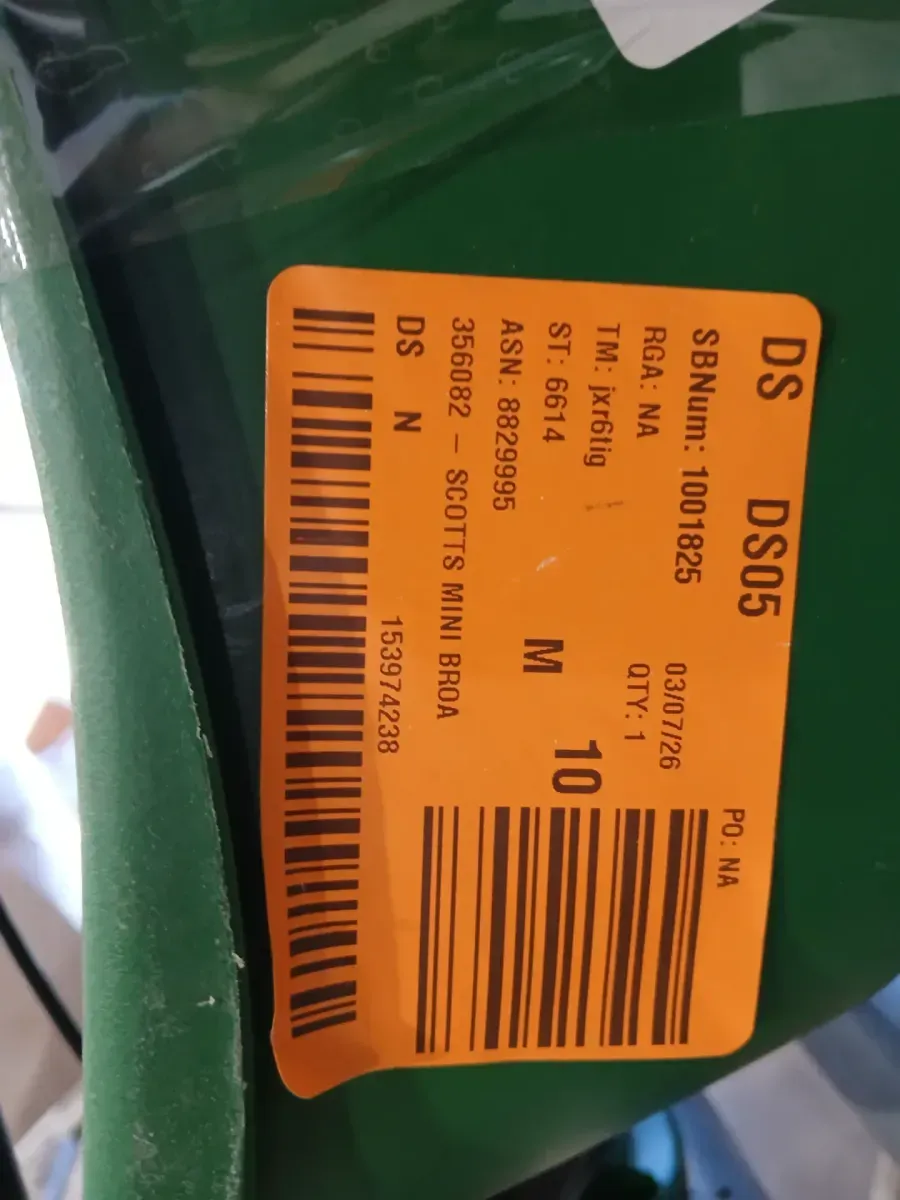 DS DS05
PO: NA
SBNum: 1001825 03/07/26
RGA: NA QTY: 1
TM: jxr6tig
ST: 6614 10
ASN: 8829995 M
356082 - SCOTTS MINI BROA
DS N 153974238